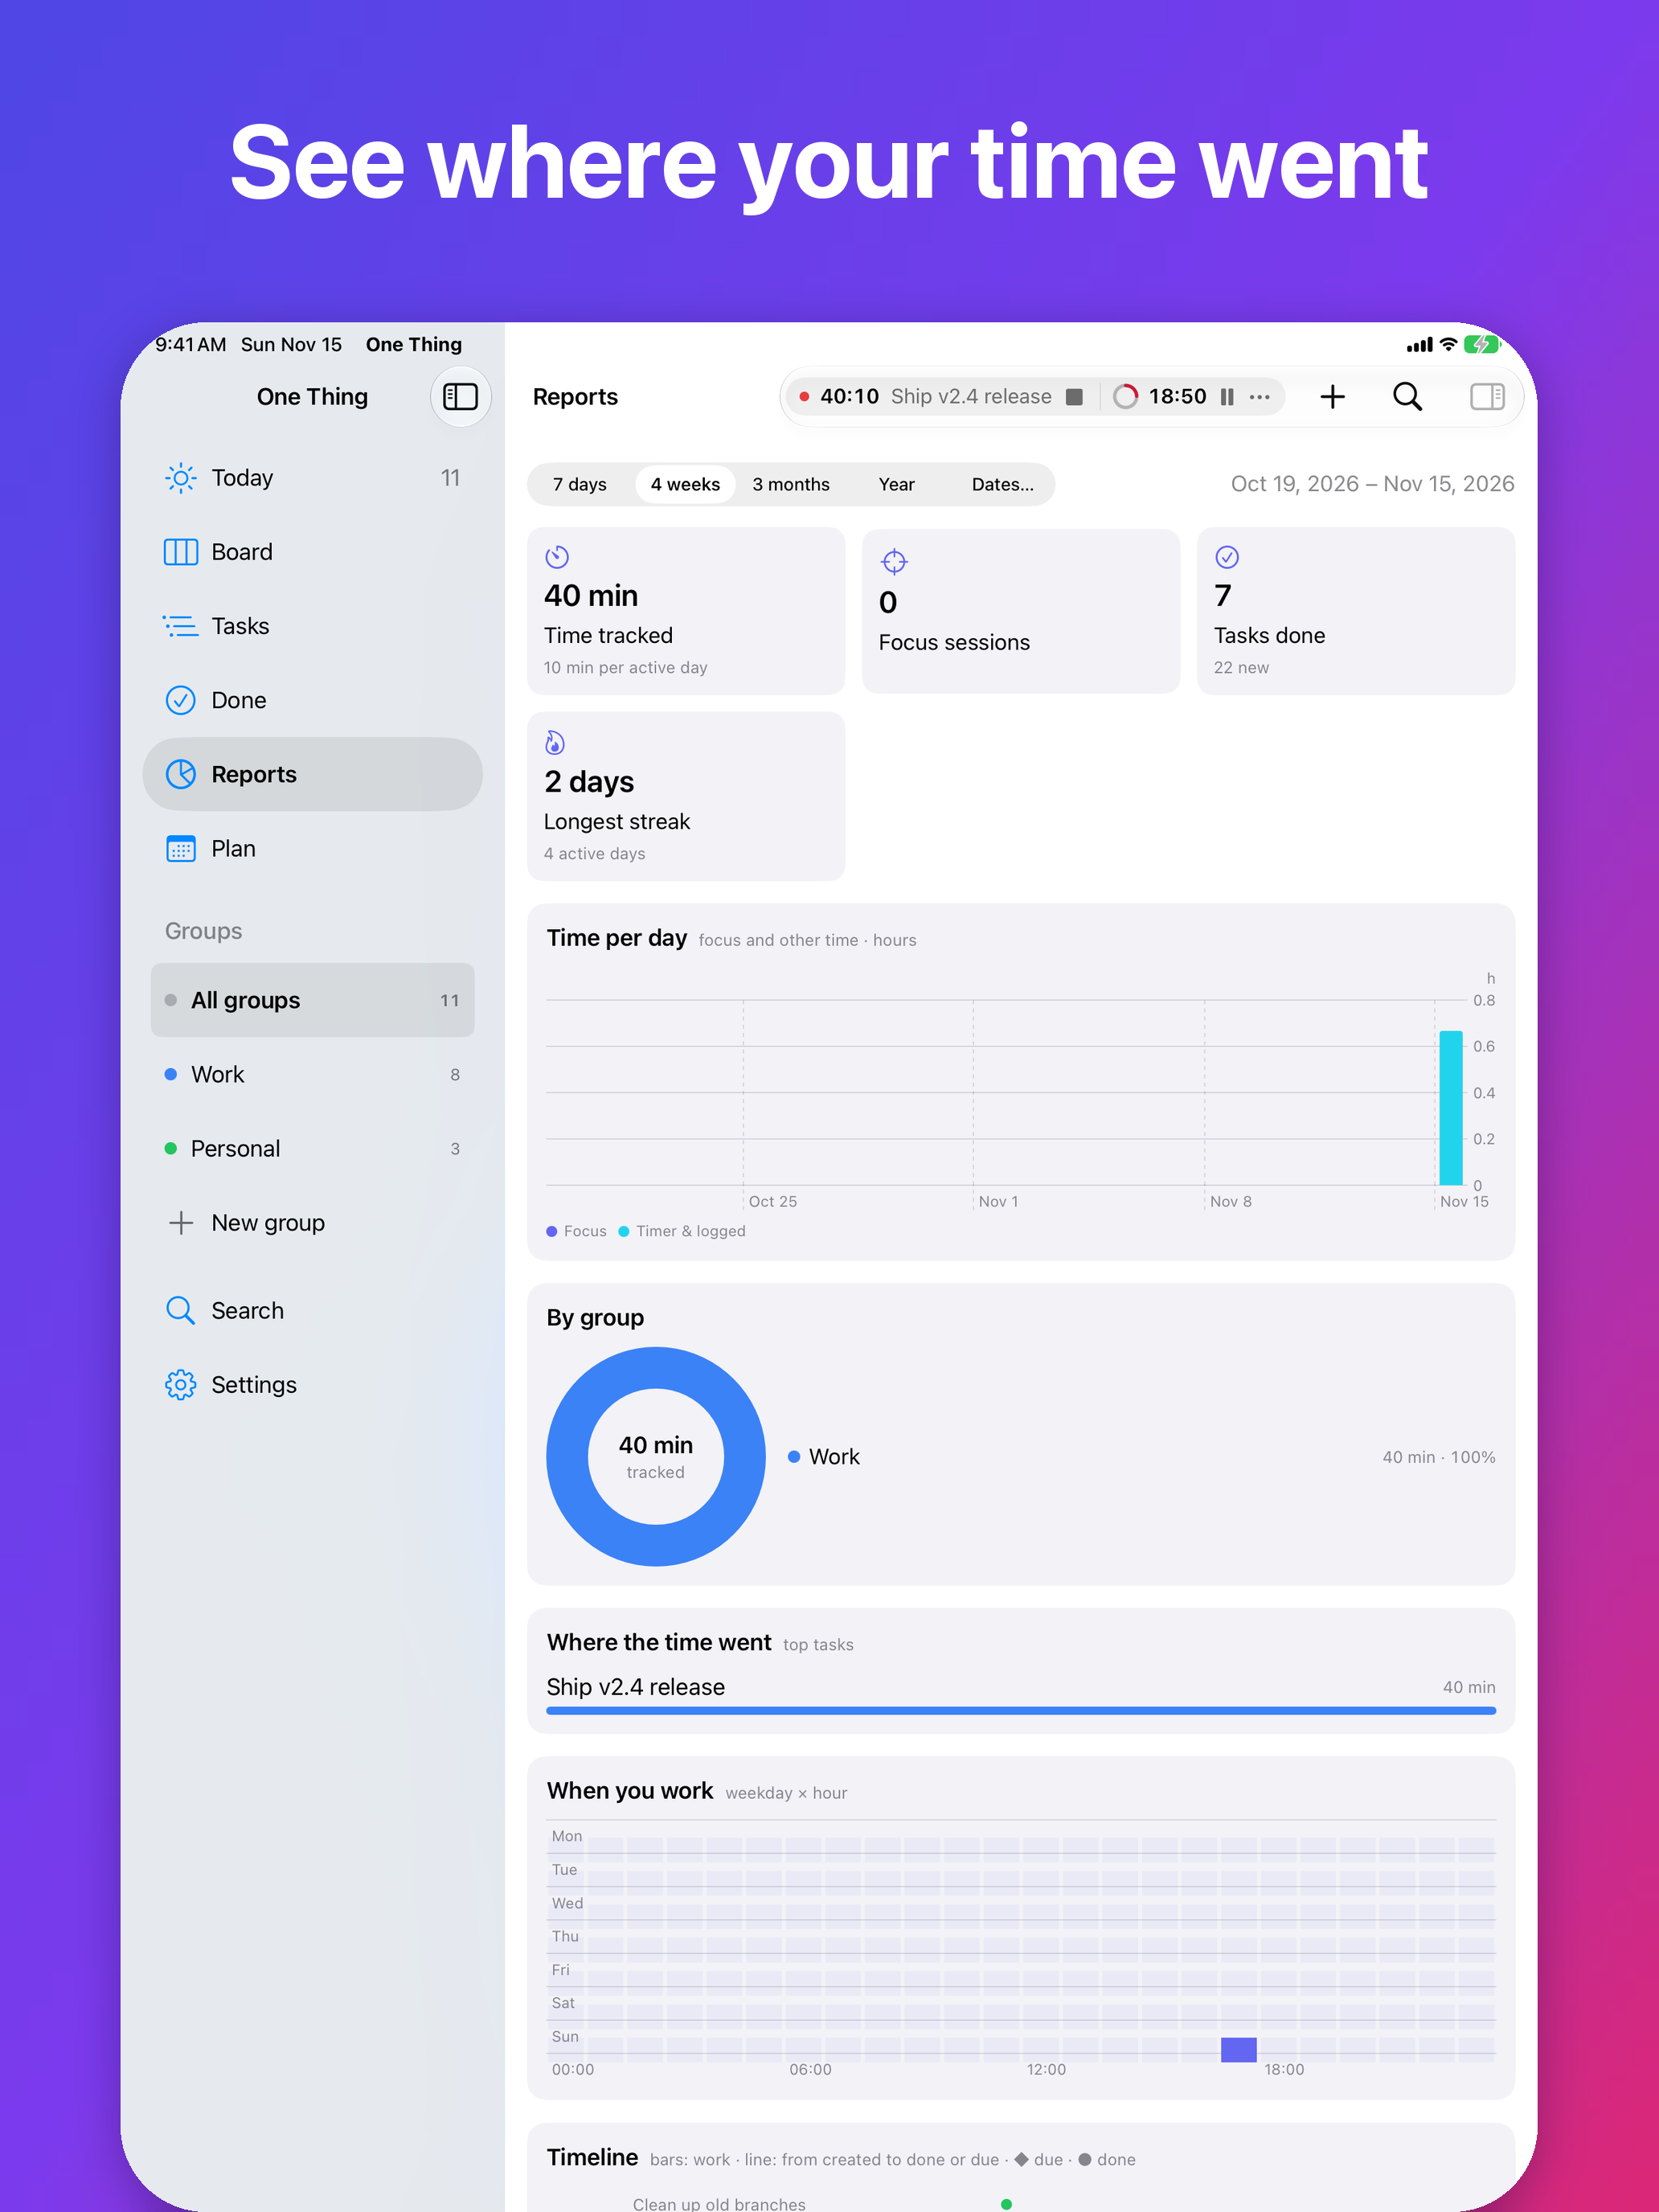 See where your time went
9:41 AM Sun Nov 15 One Thing
One Thing
Today 11
Board
Tasks
Done
Reports
Plan
Groups
All groups 11
Work 8
Personal 3
New group
Search
Settings
Reports
40:10 Ship v2.4 release 18:50
7 days 4 weeks 3 months Year Dates...
Oct 19, 2026 – Nov 15, 2026
40 min
Time tracked
10 min per active day
0
Focus sessions
7
Tasks done
22 new
2 days
Longest streak
4 active days
Time per day focus and other time · hours
h
0.8
0.6
0.4
0.2
0
Oct 25 Nov 1 Nov 8 Nov 15
Focus Timer & logged
By group
40 min
tracked
Work 40 min · 100%
Where the time went top tasks
Ship v2.4 release 40 min
When you work weekday × hour
Mon
Tue
Wed
Thu
Fri
Sat
Sun
00:00 06:00 12:00 18:00
Timeline bars: work · line: from created to done or due · ◆ due · ● done
Clean up old branches